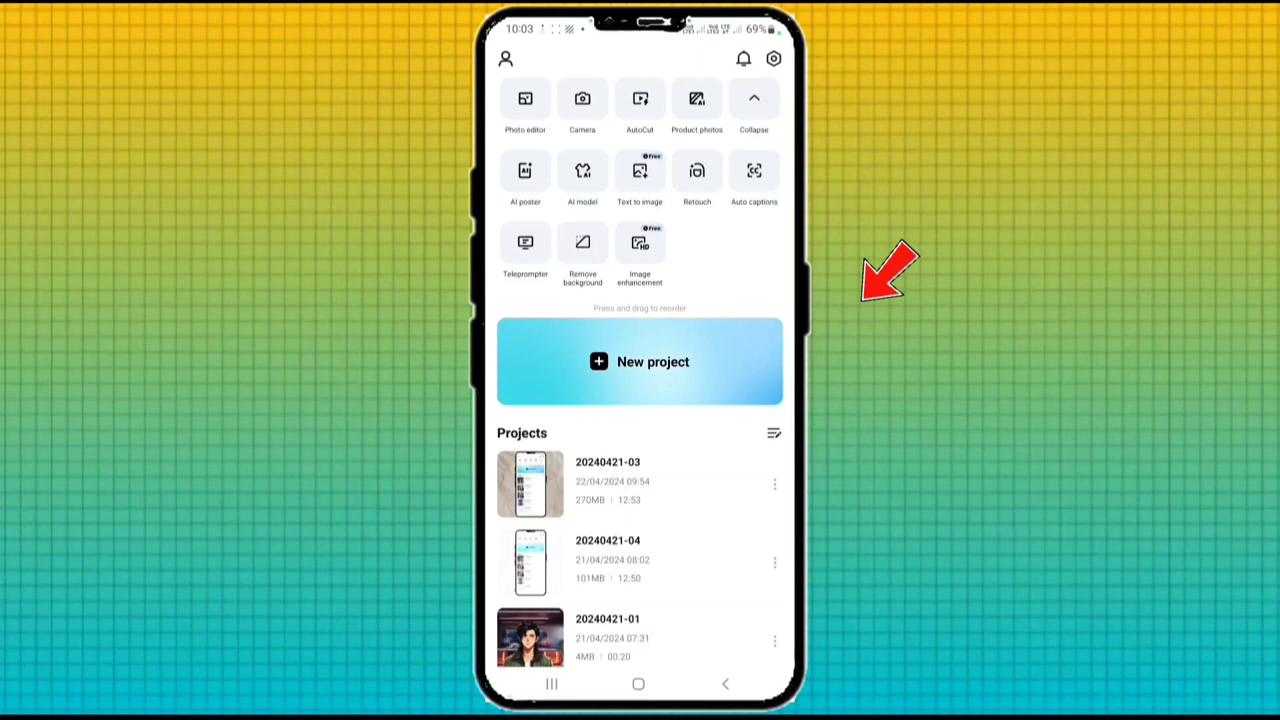 10:03
69%
Photo editor
Camera
AutoCut
Product photos
Collapse
Free
AI poster
AI model
Text to image
Retouch
Auto captions
Free
Teleprompter
Remove background
Image enhancement
Press and drag to reorder
New project
Projects
20240421-03
22/04/2024 09:54
270MB | 12:53
20240421-04
21/04/2024 08:02
101MB | 12:50
20240421-01
21/04/2024 07:31
4MB | 00:20